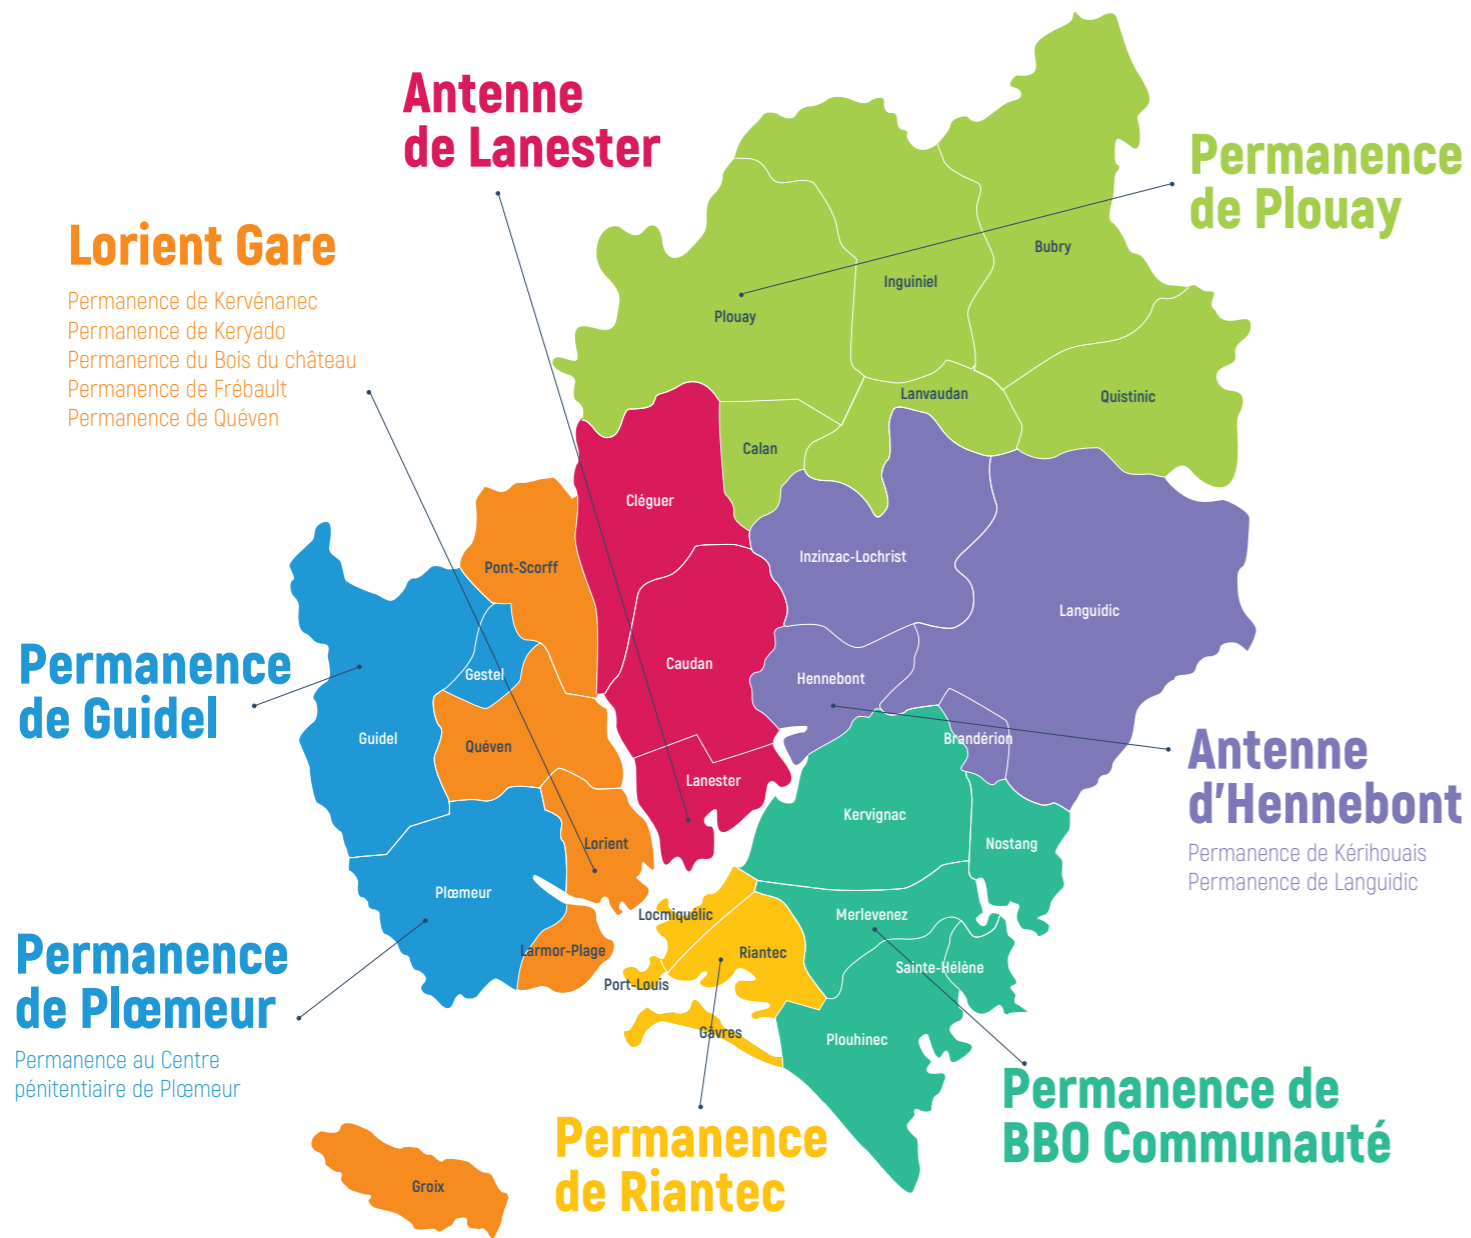 Antenne
de Lanester
Permanence
de Plouay
Lorient Gare
Permanence de Kervénanec
Permanence de Keryado
Permanence du Bois du château
Permanence de Frébault
Permanence de Quéven
Bubry
Inguiniel
Plouay
Lanvaudan
Quistinic
Calan
Cléguer
Inzinzac-Lochrist
Pont-Scorff
Languidic
Permanence
de Guidel
Caudan
Gestel
Hennebont
Guidel
Quéven
Brandérion
Lanester
Antenne
d'Hennebont
Permanence de Kérihouais
Permanence de Languidic
Kervignac
Lorient
Nostang
Plœmeur
Locmiquélic
Merlevenez
Larmor-Plage
Riantec
Sainte-Hélène
Port-Louis
Gâvres
Plouhinec
Permanence
de Plœmeur
Permanence au Centre
pénitentiaire de Plœmeur
Permanence de
BBO Communauté
Permanence
de Riantec
Groix